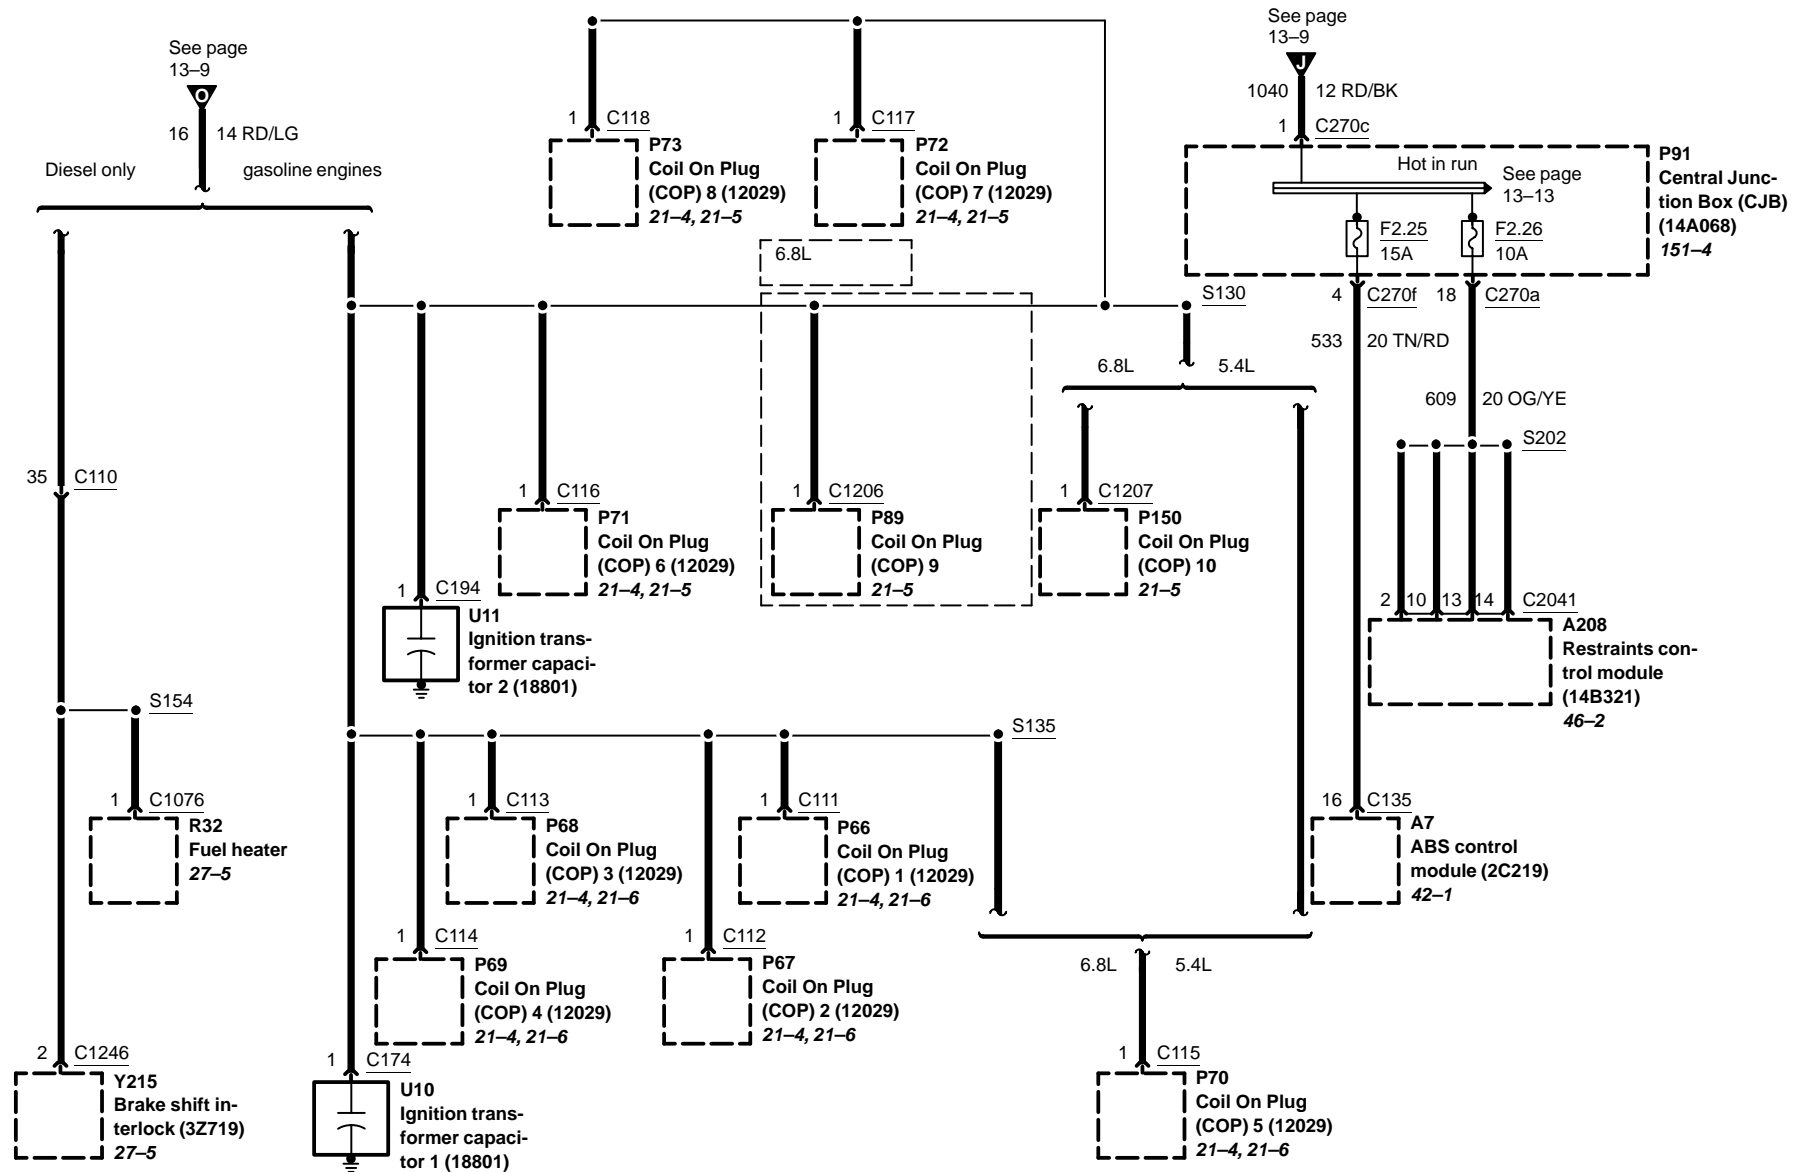 See page
13–9
O
16 14 RD/LG
Diesel only
gasoline engines
1 C118
P73
Coil On Plug
(COP) 8 (12029)
21–4, 21–5
1 C117
P72
Coil On Plug
(COP) 7 (12029)
21–4, 21–5
See page
13–9
J
1040 12 RD/BK
1 C270c
Hot in run
See page
13–13
F2.25
15A
F2.26
10A
P91
Central Junc-
tion Box (CJB)
(14A068)
151–4
4 C270f
18 C270a
533 20 TN/RD
609 20 OG/YE
S202
6.8L
S130
6.8L
5.4L
35 C110
1 C116
P71
Coil On Plug
(COP) 6 (12029)
21–4, 21–5
1 C1206
P89
Coil On Plug
(COP) 9
21–5
1 C1207
P150
Coil On Plug
(COP) 10
21–5
1 C194
U11
Ignition trans-
former capaci-
tor 2 (18801)
2 10 13 14 C2041
A208
Restraints con-
trol module
(14B321)
46–2
S154
S135
1 C1076
R32
Fuel heater
27–5
1 C113
P68
Coil On Plug
(COP) 3 (12029)
21–4, 21–6
1 C111
P66
Coil On Plug
(COP) 1 (12029)
21–4, 21–6
16 C135
A7
ABS control
module (2C219)
42–1
1 C114
P69
Coil On Plug
(COP) 4 (12029)
21–4, 21–6
1 C112
P67
Coil On Plug
(COP) 2 (12029)
21–4, 21–6
6.8L
5.4L
2 C1246
Y215
Brake shift in-
terlock (3Z719)
27–5
1 C174
U10
Ignition trans-
former capaci-
tor 1 (18801)
1 C115
P70
Coil On Plug
(COP) 5 (12029)
21–4, 21–6